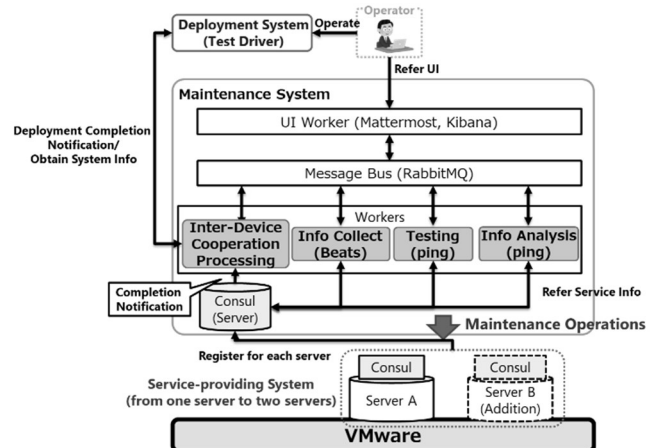 Operator
Deployment System
(Test Driver)
Operate
Refer UI
Maintenance System
UI Worker (Mattermost, Kibana)
Deployment Completion
Notification/
Obtain System Info
Message Bus (RabbitMQ)
Workers
Inter-Device
Cooperation
Processing
Info Collect
(Beats)
Testing
(ping)
Info Analysis
(ping)
Completion
Notification
Consul
(Server)
Refer Service Info
Maintenance Operations
Register for each server
Service-providing System
(from one server to two servers)
Consul
Server A
Consul
Server B
(Addition)
VMware